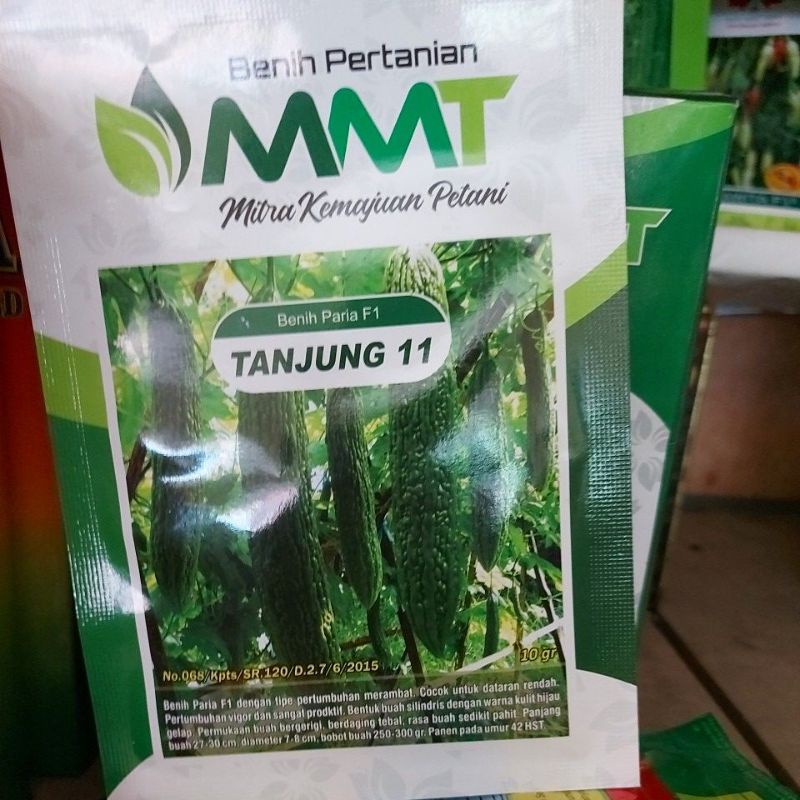 Benih Pertanian
MMT
Mitra Kemajuan Petani
Benih Paria F1
TANJUNG 11
No.068/Kpts/SR.120/D.2.7/6/2015
10 gr
Benih Paria F1 dengan tipe pertumbuhan merambat. Cocok untuk dataran rendah.
Pertumbuhan vigor dan sangat prodktif. Bentuk buah silindris dengan warna kulit hijau
gelap. Permukaan buah bergerigi, berdaging tebal, rasa buah sedikit pahit. Panjang
buah 27-30 cm, diameter 7-8 cm, bobot buah 250-300 gr. Panen pada umur 42 HST.